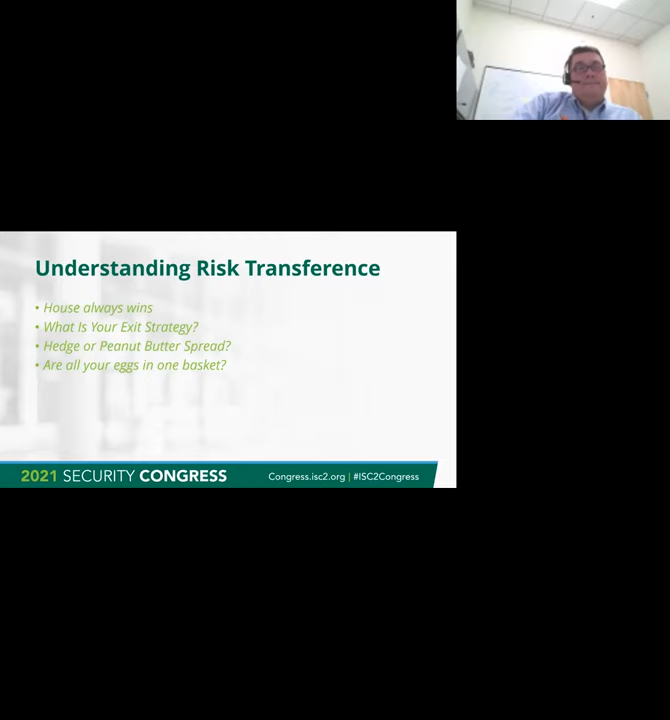 Understanding Risk Transference
• House always wins
• What Is Your Exit Strategy?
• Hedge or Peanut Butter Spread?
• Are all your eggs in one basket?
2021 SECURITY CONGRESS
Congress.isc2.org | #ISC2Congress